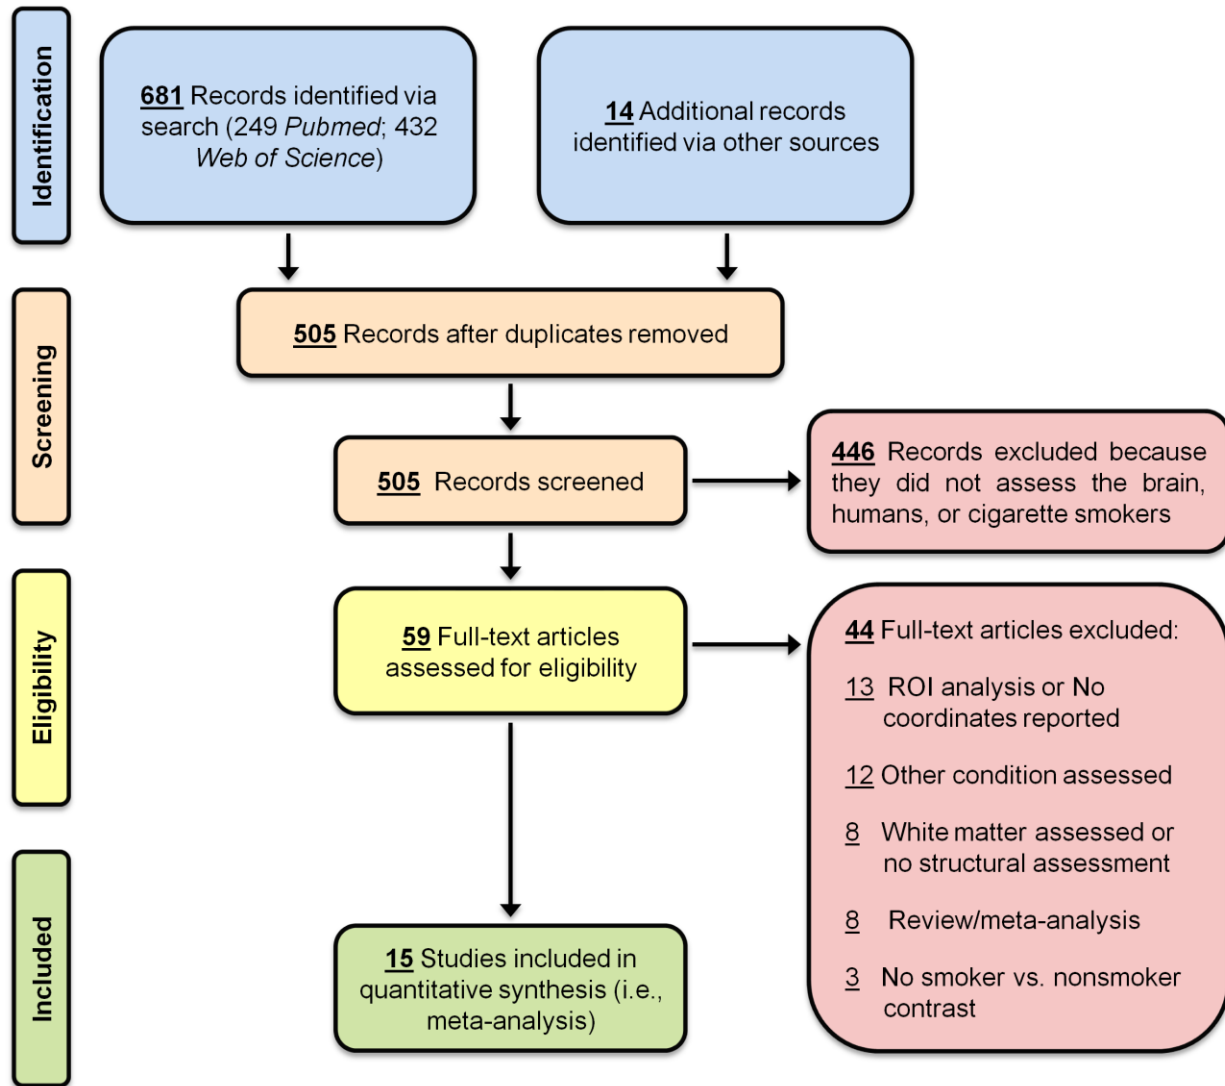 Identification
681 Records identified via
search (249 Pubmed; 432
Web of Science)
14 Additional records
identified via other sources
Screening
505 Records after duplicates removed
505 Records screened
446 Records excluded because
they did not assess the brain,
humans, or cigarette smokers
Eligibility
59 Full-text articles
assessed for eligibility
44 Full-text articles excluded:
13 ROI analysis or No
coordinates reported
12 Other condition assessed
8 White matter assessed or
no structural assessment
8 Review/meta-analysis
3 No smoker vs. nonsmoker
contrast
Included
15 Studies included in
quantitative synthesis (i.e.,
meta-analysis)